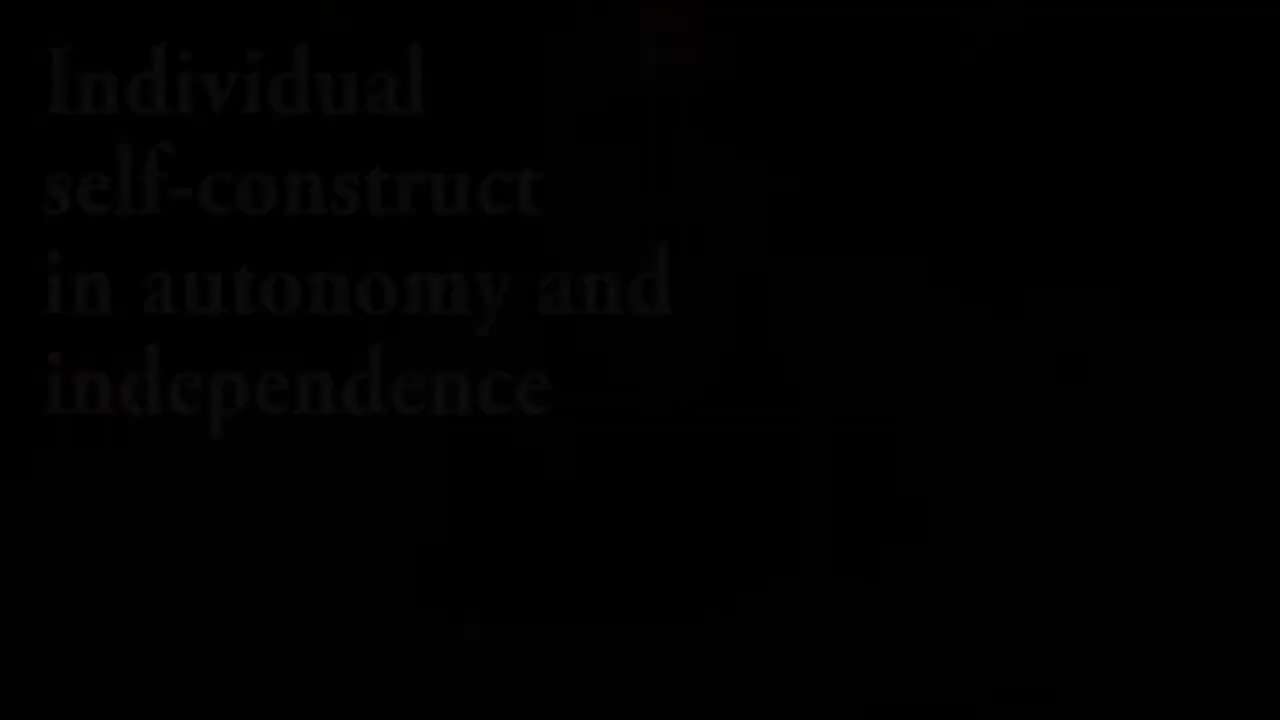 Individual
self-construct
in autonomy and
independence